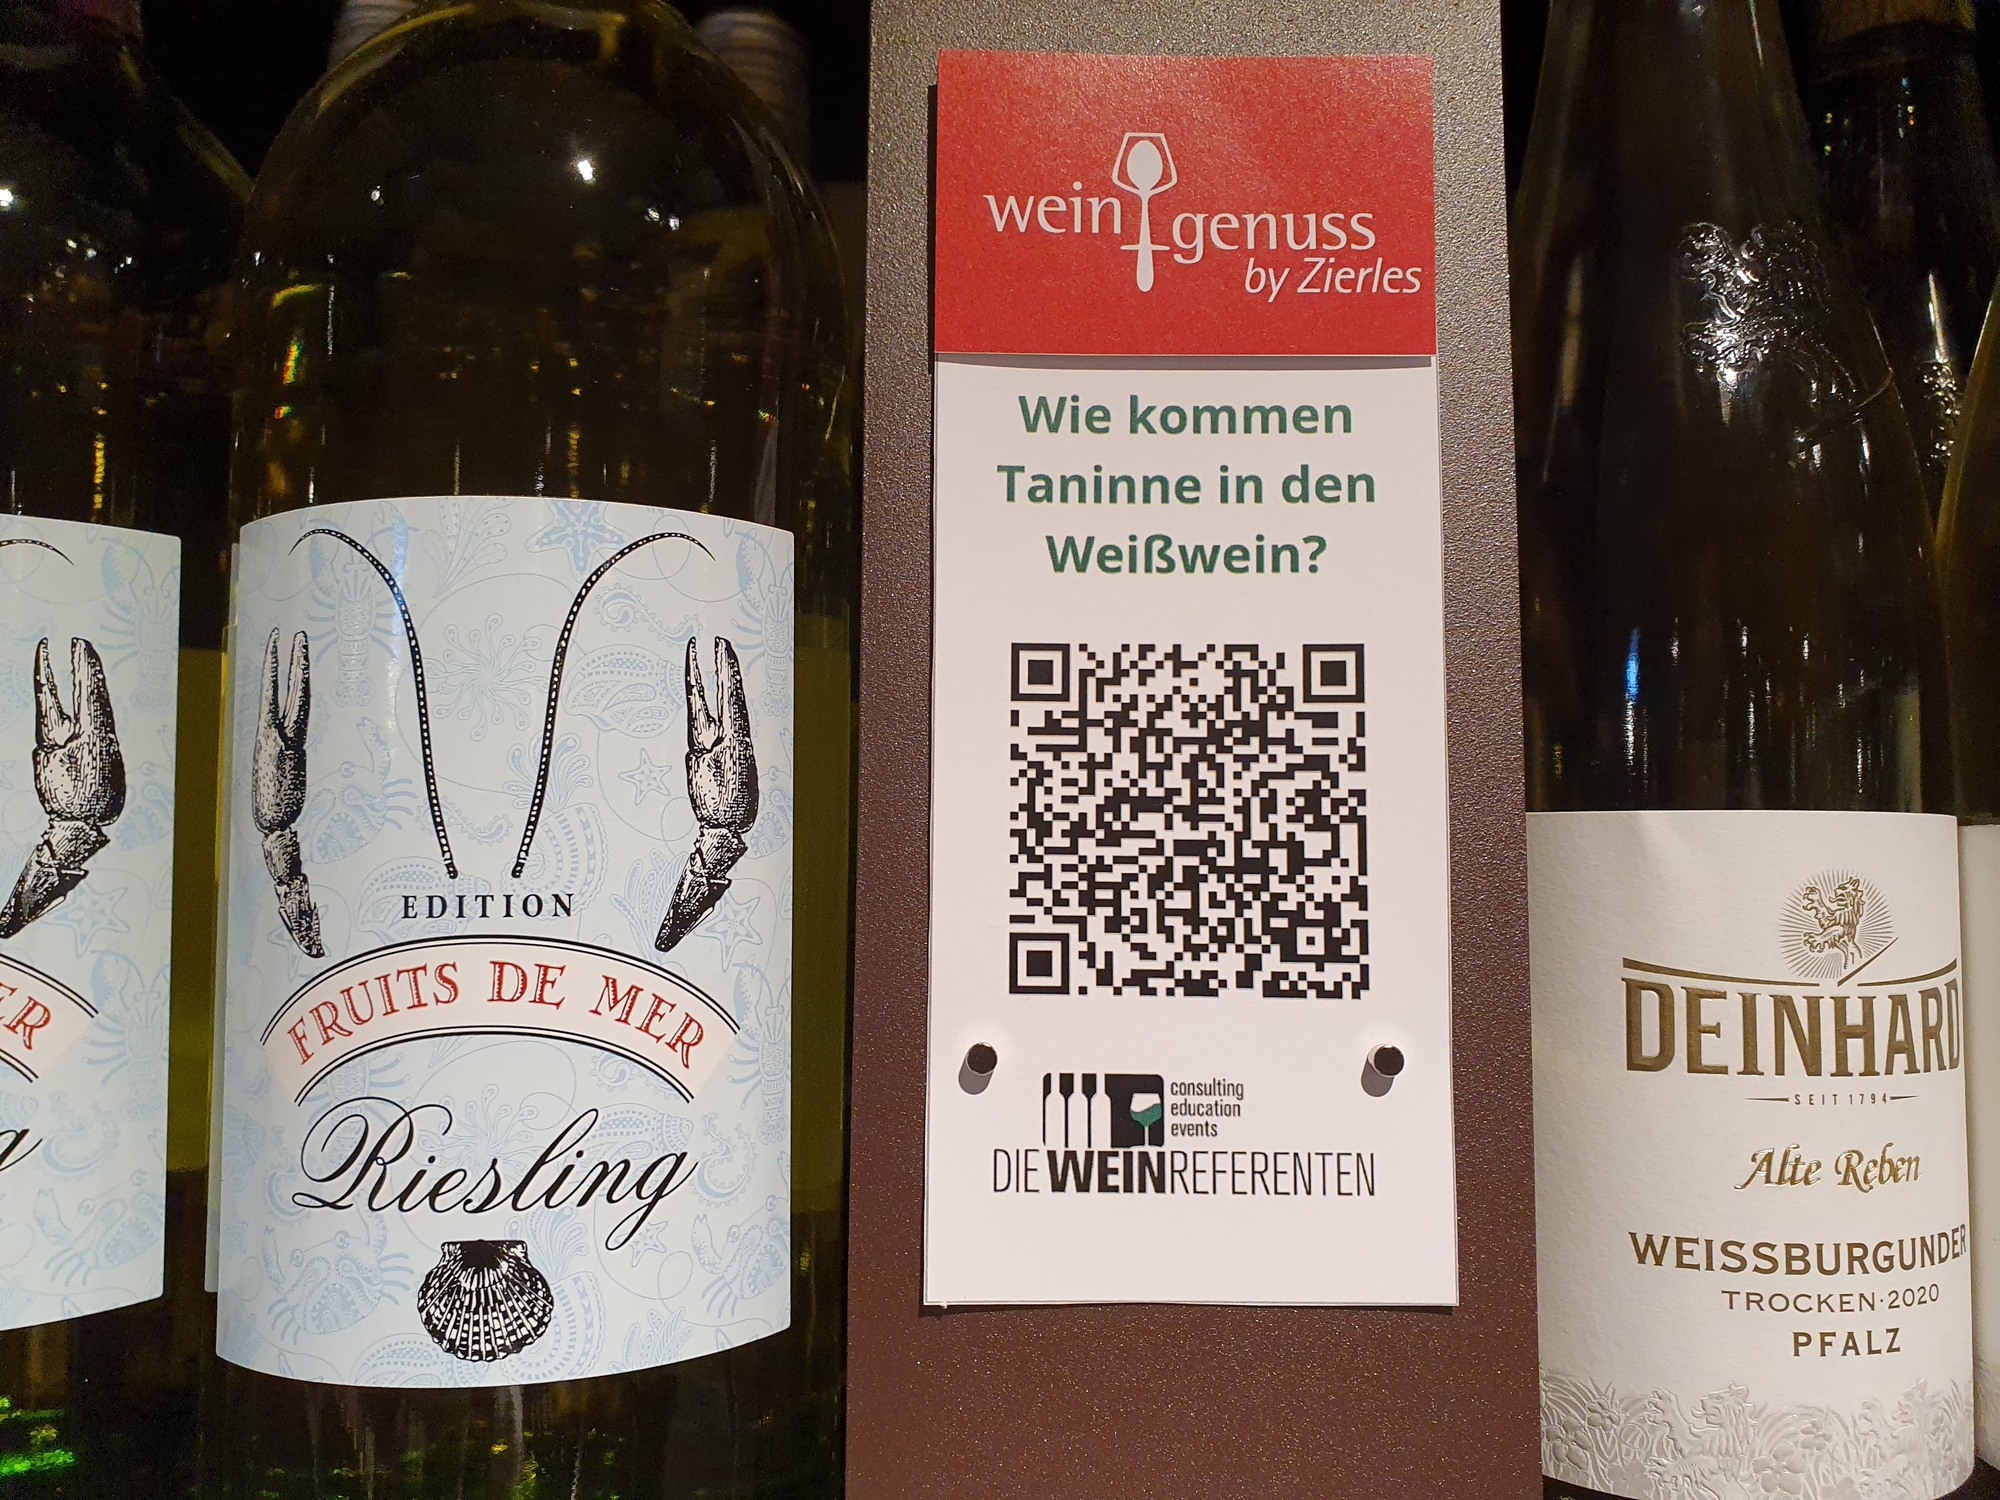 ER
g
EDITION
FRUITS DE MER
Riesling
wein genuss
by Zierles
Wie kommen
Taninne in den
Weißwein?
consulting
education
events
DIE WEINREFERENTEN
DEINHARD
SEIT 1794
Alte Reben
WEISSBURGUNDER
TROCKEN·2020
PFALZ